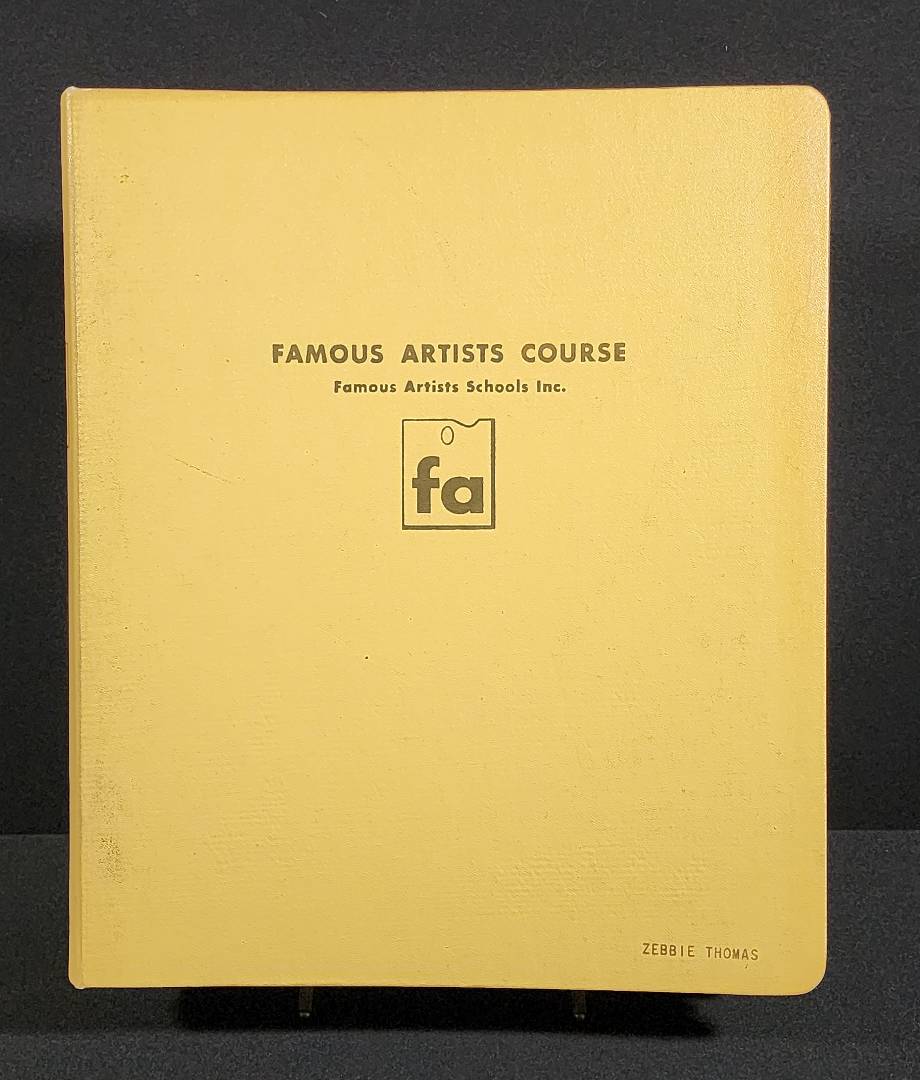 FAMOUS ARTISTS COURSE
Famous Artists Schools Inc.
fa
ZEBBIE THOMAS